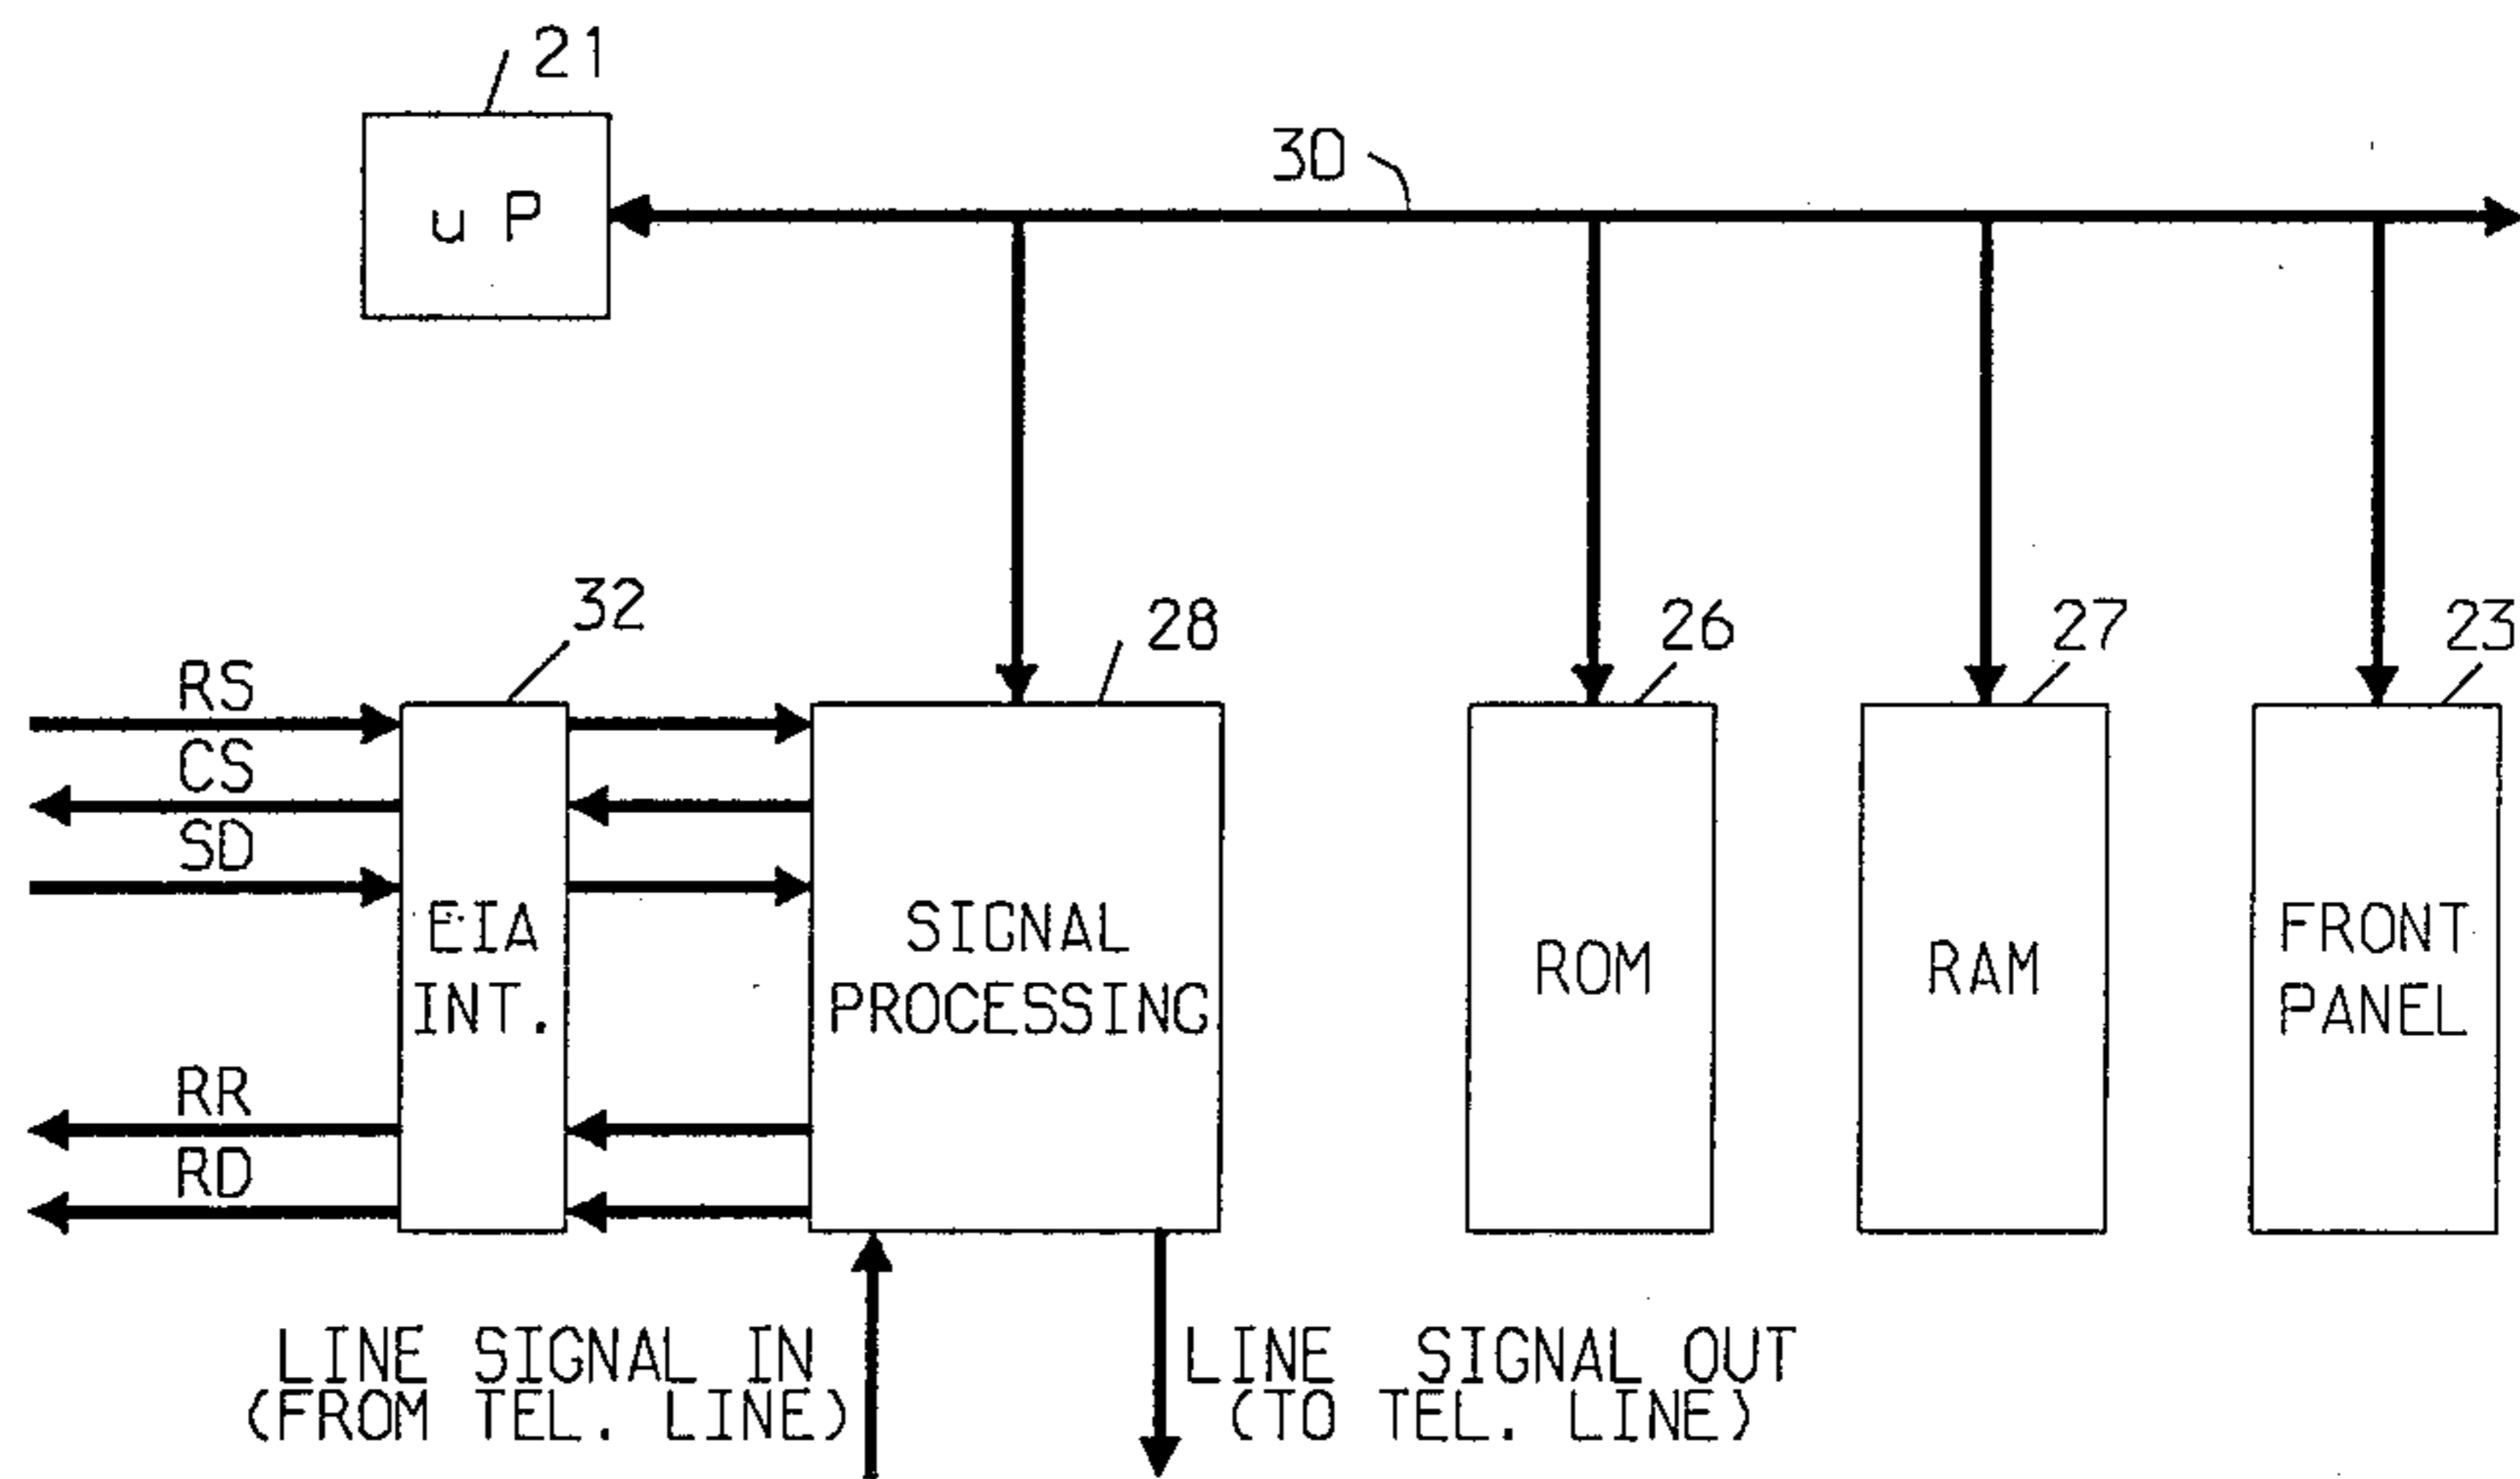 21
30
u P
32
28
26
27
23
RS
CS
SD
EIA
INT.
SIGNAL
PROCESSING
ROM
RAM
FRONT
PANEL
RR
RD
LINE SIGNAL IN
(FROM TEL. LINE)
LINE SIGNAL OUT
(TO TEL. LINE)